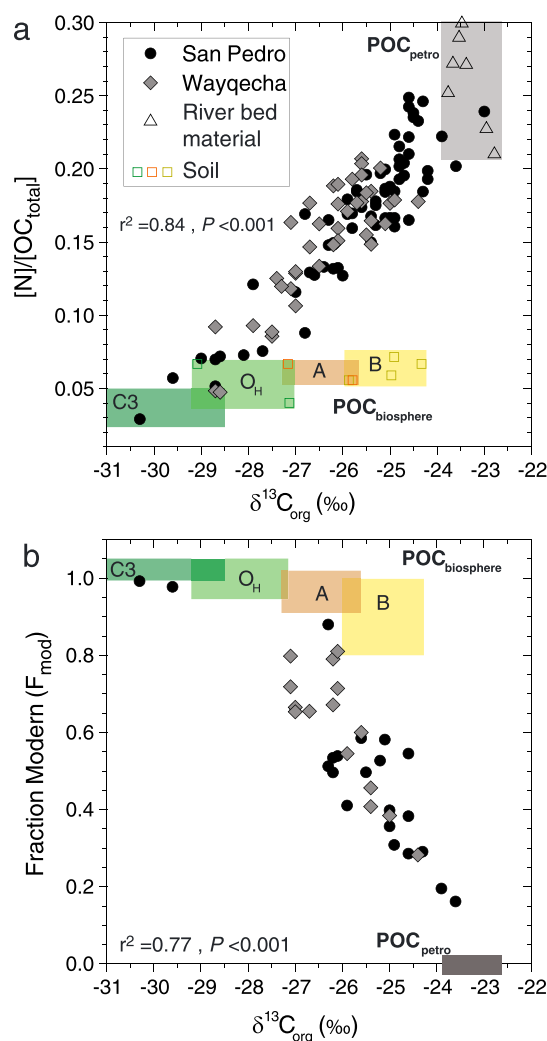 a
0.30
0.25
0.20
0.15
0.10
0.05
[N]/[OCtotal]
San Pedro
Wayqecha
River bed
material
Soil
r² =0.84 , P <0.001
POCpetro
C3
OH
A
B
POCbiosphere
-31 -30 -29 -28 -27 -26 -25 -24 -23 -22
δ¹³Corg (‰)
b
1.0
0.8
0.6
0.4
0.2
0.0
Fraction Modern (Fmod)
C3
OH
A
B
POCbiosphere
r² =0.77 , P <0.001
POCpetro
-31 -30 -29 -28 -27 -26 -25 -24 -23 -22
δ¹³Corg (‰)